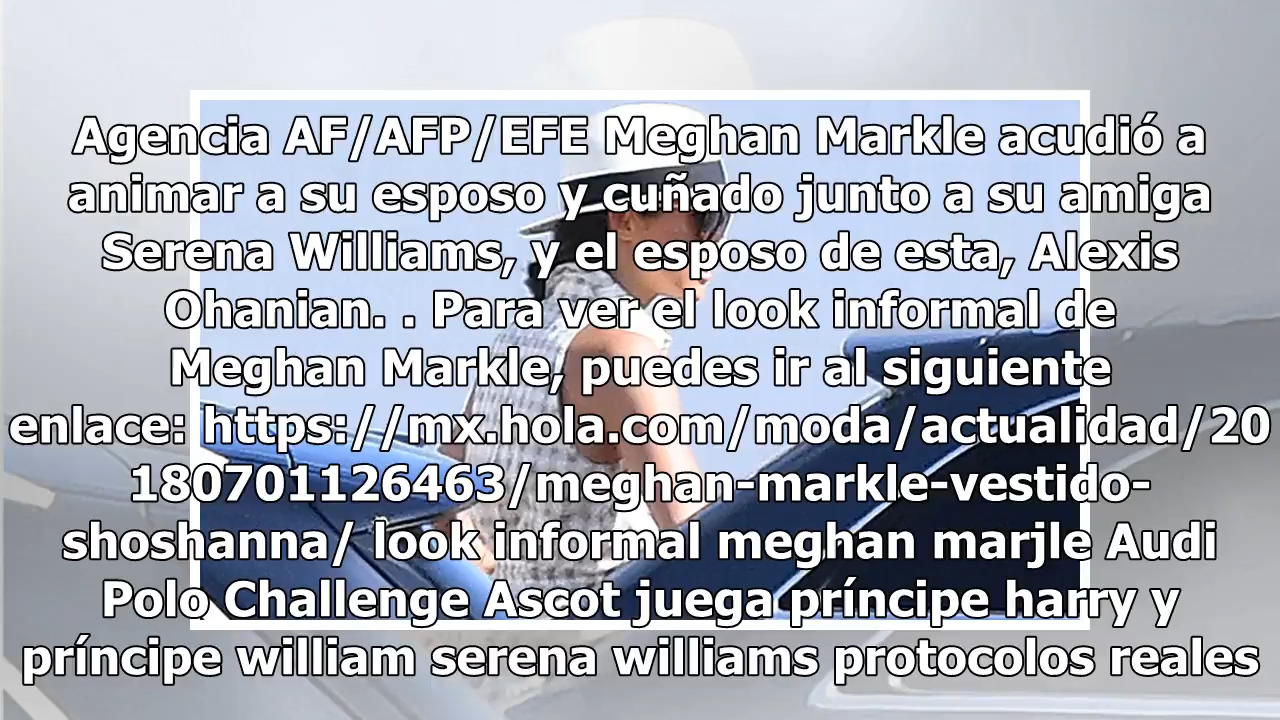 Agencia AF/AFP/EFE Meghan Markle acudió a
animar a su esposo y cuñado junto a su amiga
Serena Williams, y el esposo de esta, Alexis
Ohanian. . Para ver el look informal de
Meghan Markle, puedes ir al siguiente
enlace: https://mx.hola.com/moda/actualidad/20
180701126463/meghan-markle-vestido-
shoshanna/ look informal meghan marjle Audi
Polo Challenge Ascot juega príncipe harry y
príncipe william serena williams protocolos reales